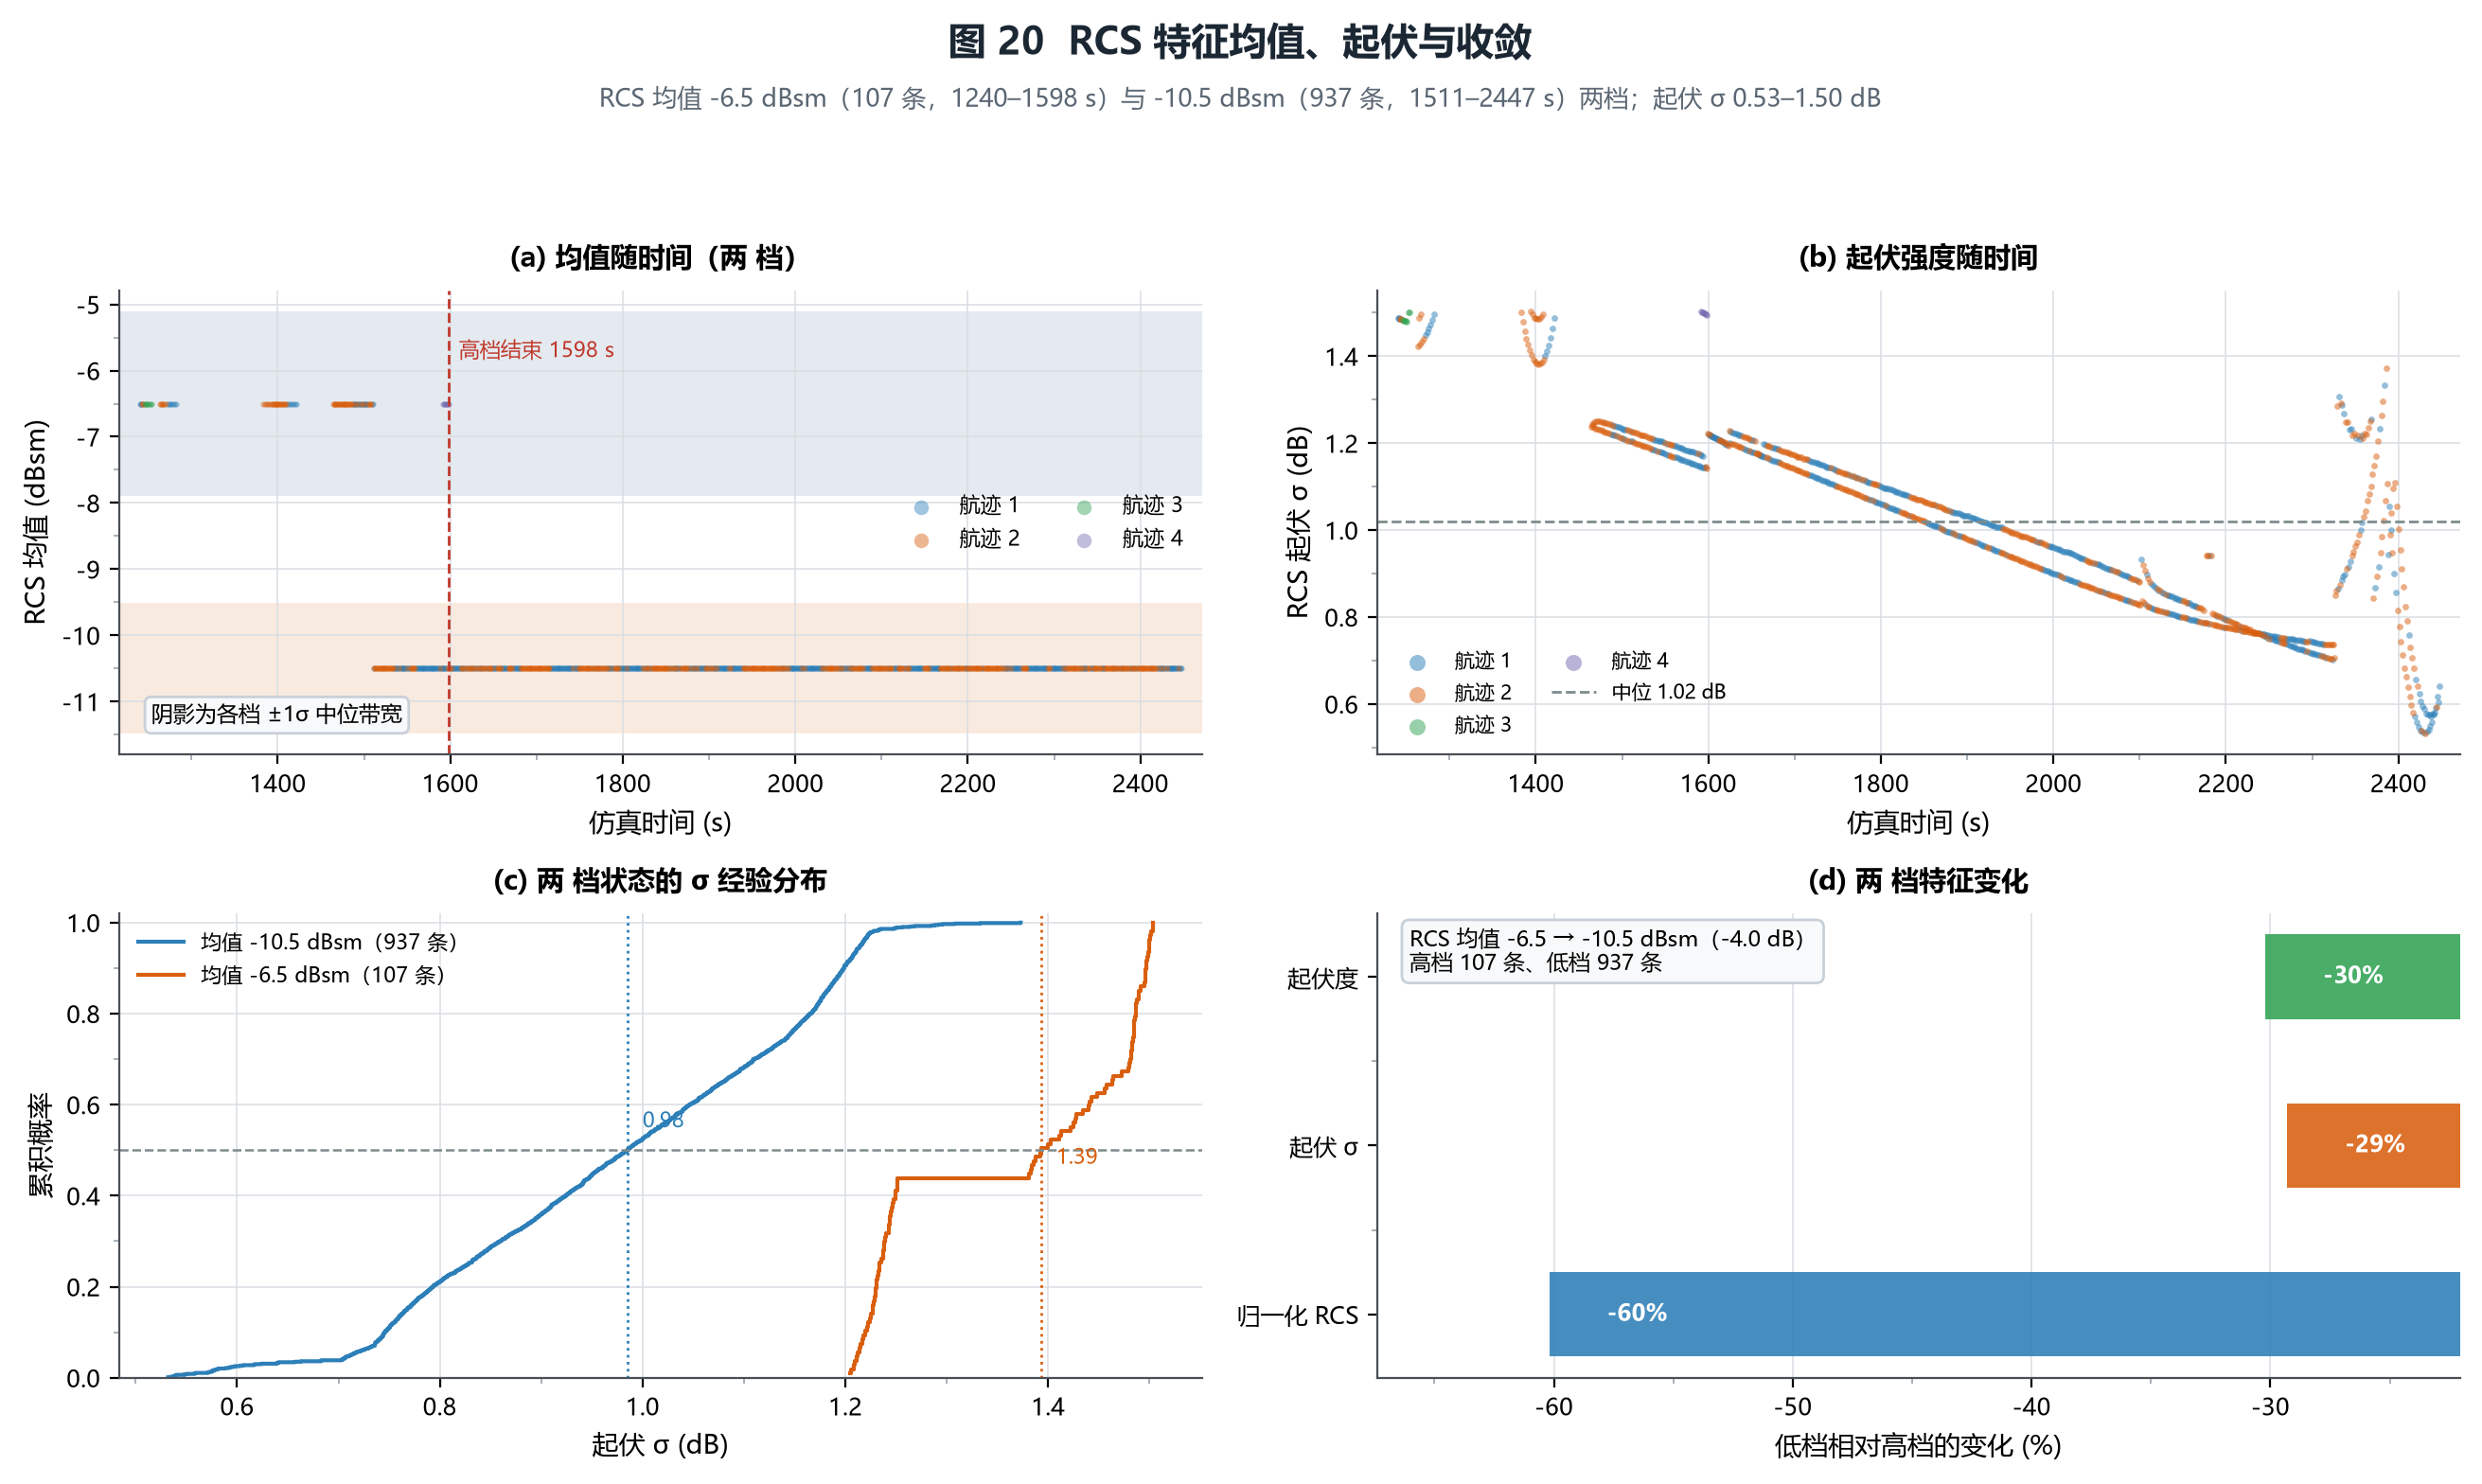 图 20 RCS 特征均值、起伏与收敛
RCS 均值 -6.5 dBsm（107 条，1240–1598 s）与 -10.5 dBsm（937 条，1511–2447 s）两档；起伏 σ 0.53–1.50 dB
(a) 均值随时间（两 档）
RCS 均值 (dBsm)
-5
-6
-7
-8
-9
-10
-11
高档结束 1598 s
航迹 1
航迹 2
航迹 3
航迹 4
阴影为各档 ±1σ 中位带宽
1400
1600
1800
2000
2200
2400
仿真时间 (s)
(b) 起伏强度随时间
RCS 起伏 σ (dB)
1.4
1.2
1.0
0.8
0.6
航迹 1
航迹 2
航迹 3
航迹 4
中位 1.02 dB
1400
1600
1800
2000
2200
2400
仿真时间 (s)
(c) 两 档状态的 σ 经验分布
累积概率
1.0
0.8
0.6
0.4
0.2
0.0
均值 -10.5 dBsm（937 条）
均值 -6.5 dBsm（107 条）
0.98
1.39
0.6
0.8
1.0
1.2
1.4
起伏 σ (dB)
(d) 两 档特征变化
RCS 均值 -6.5 → -10.5 dBsm（-4.0 dB）
高档 107 条、低档 937 条
起伏度
-30%
起伏 σ
-29%
归一化 RCS
-60%
-60
-50
-40
-30
低档相对高档的变化 (%)